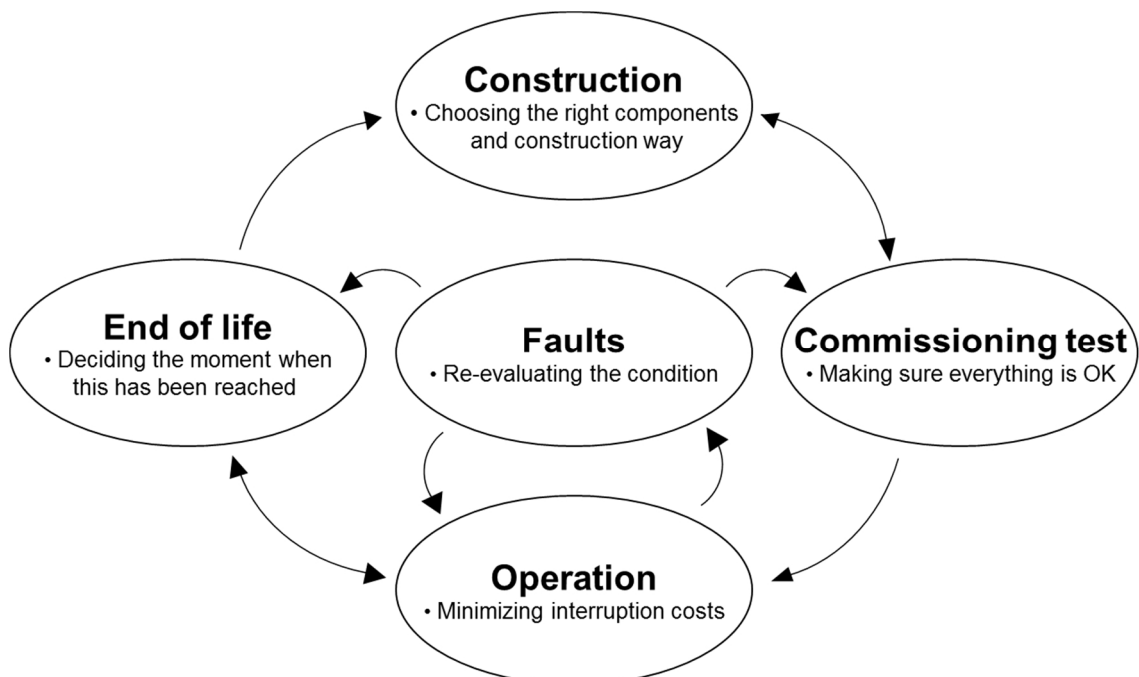 Construction
• Choosing the right components
and construction way
End of life
• Deciding the moment when
this has been reached
Faults
• Re-evaluating the condition
Commissioning test
• Making sure everything is OK
Operation
• Minimizing interruption costs